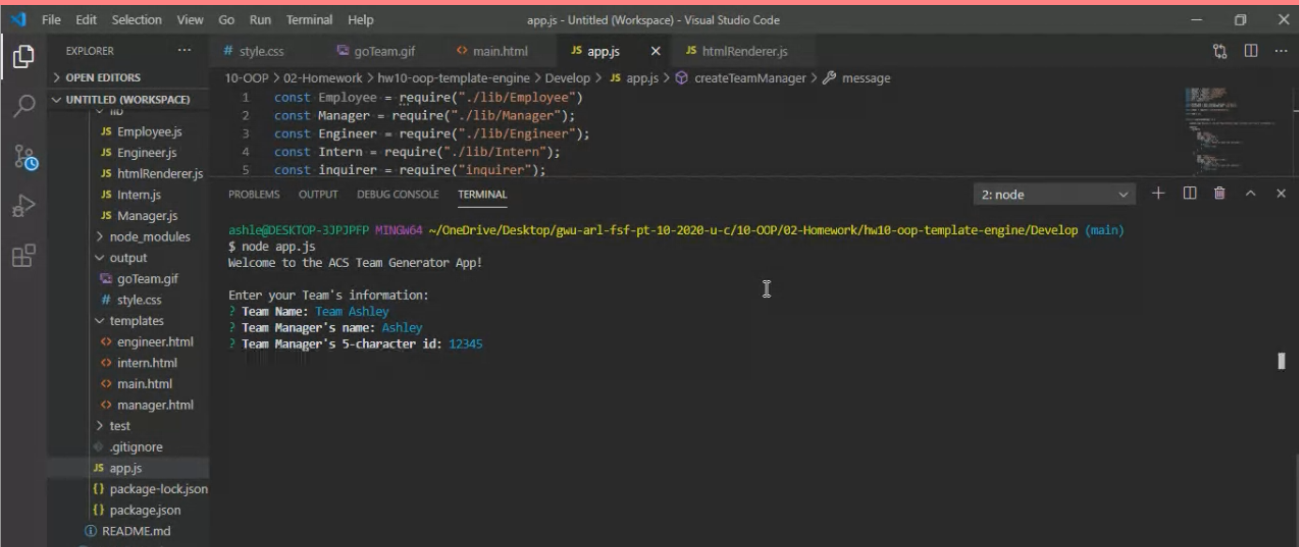 File Edit Selection View Go Run Terminal Help
app.js - Untitled (Workspace) - Visual Studio Code
EXPLORER
OPEN EDITORS
UNTITLED (WORKSPACE)
lib
JS Employee.js
JS Engineer.js
JS htmlRenderer.js
JS Intern.js
JS Manager.js
node_modules
output
goTeam.gif
# style.css
templates
<> engineer.html
<> intern.html
<> main.html
<> manager.html
test
.gitignore
JS app.js
{} package-lock.json
{} package.json
README.md
# style.css goTeam.gif <> main.html JS app.js JS htmlRenderer.js
10-OOP > 02-Homework > hw10-oop-template-engine > Develop > JS app.js > createTeamManager > message
1 const Employee = require("./lib/Employee")
2 const Manager = require("./lib/Manager");
3 const Engineer = require("./lib/Engineer");
4 const Intern = require("./lib/Intern");
5 const inquirer = require("inquirer");
PROBLEMS OUTPUT DEBUG CONSOLE TERMINAL
2: node
ashle@DESKTOP-3JPJPFP MINGW64 ~/OneDrive/Desktop/gwu-arl-fsf-pt-10-2020-u-c/10-OOP/02-Homework/hw10-oop-template-engine/Develop (main)
$ node app.js
Welcome to the ACS Team Generator App!
Enter your Team's information:
? Team Name: Team Ashley
? Team Manager's name: Ashley
? Team Manager's 5-character id: 12345